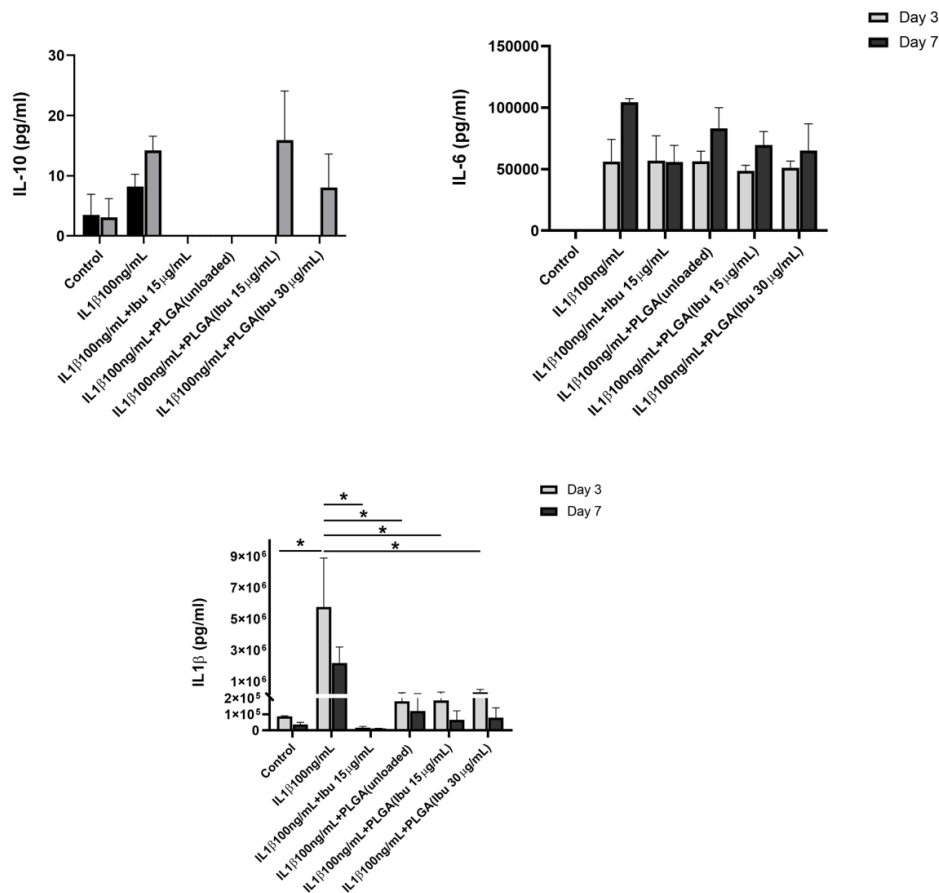 Day 3
Day 7
IL-10 (pg/ml)
30
20
10
0
Control
IL1β100ng/mL
IL1β100ng/mL+Ibu 15μg/mL
IL1β100ng/mL+PLGA(unloaded)
IL1β100ng/mL+PLGA(Ibu 15μg/mL)
IL1β100ng/mL+PLGA(Ibu 30μg/mL)
IL-6 (pg/ml)
150000
100000
50000
0
Control
IL1β100ng/mL
IL1β100ng/mL+Ibu 15μg/mL
IL1β100ng/mL+PLGA(unloaded)
IL1β100ng/mL+PLGA(Ibu 15μg/mL)
IL1β100ng/mL+PLGA(Ibu 30μg/mL)
Day 3
Day 7
*
*
*
*
*
IL1β (pg/ml)
9×10⁶
7×10⁶
5×10⁶
3×10⁶
1×10⁶
2×10⁵
1×10⁵
0
Control
IL1β100ng/mL
IL1β100ng/mL+Ibu 15μg/mL
IL1β100ng/mL+PLGA(unloaded)
IL1β100ng/mL+PLGA(Ibu 15μg/mL)
IL1β100ng/mL+PLGA(Ibu 30μg/mL)